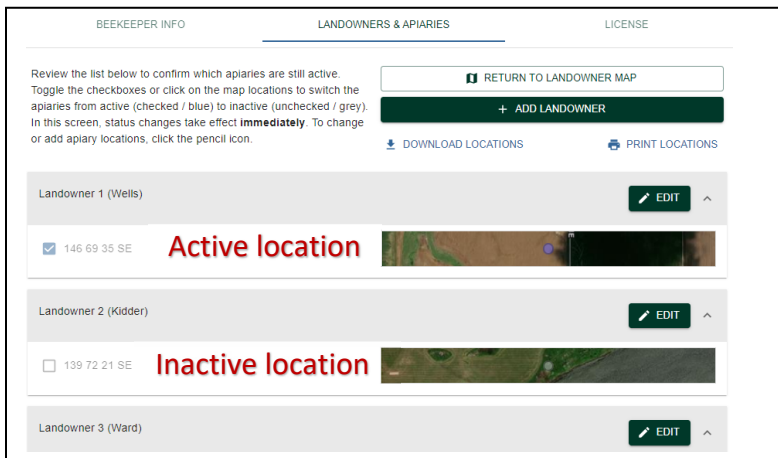 BEEKEEPER INFO
LANDOWNERS & APIARIES
LICENSE
Review the list below to confirm which apiaries are still active.
Toggle the checkboxes or click on the map locations to switch the
apiaries from active (checked / blue) to inactive (unchecked / grey).
In this screen, status changes take effect immediately. To change
or add apiary locations, click the pencil icon.
RETURN TO LANDOWNER MAP
+ ADD LANDOWNER
DOWNLOAD LOCATIONS
PRINT LOCATIONS
Landowner 1 (Wells)
EDIT
146 69 35 SE
Active location
Landowner 2 (Kidder)
EDIT
139 72 21 SE
Inactive location
Landowner 3 (Ward)
EDIT